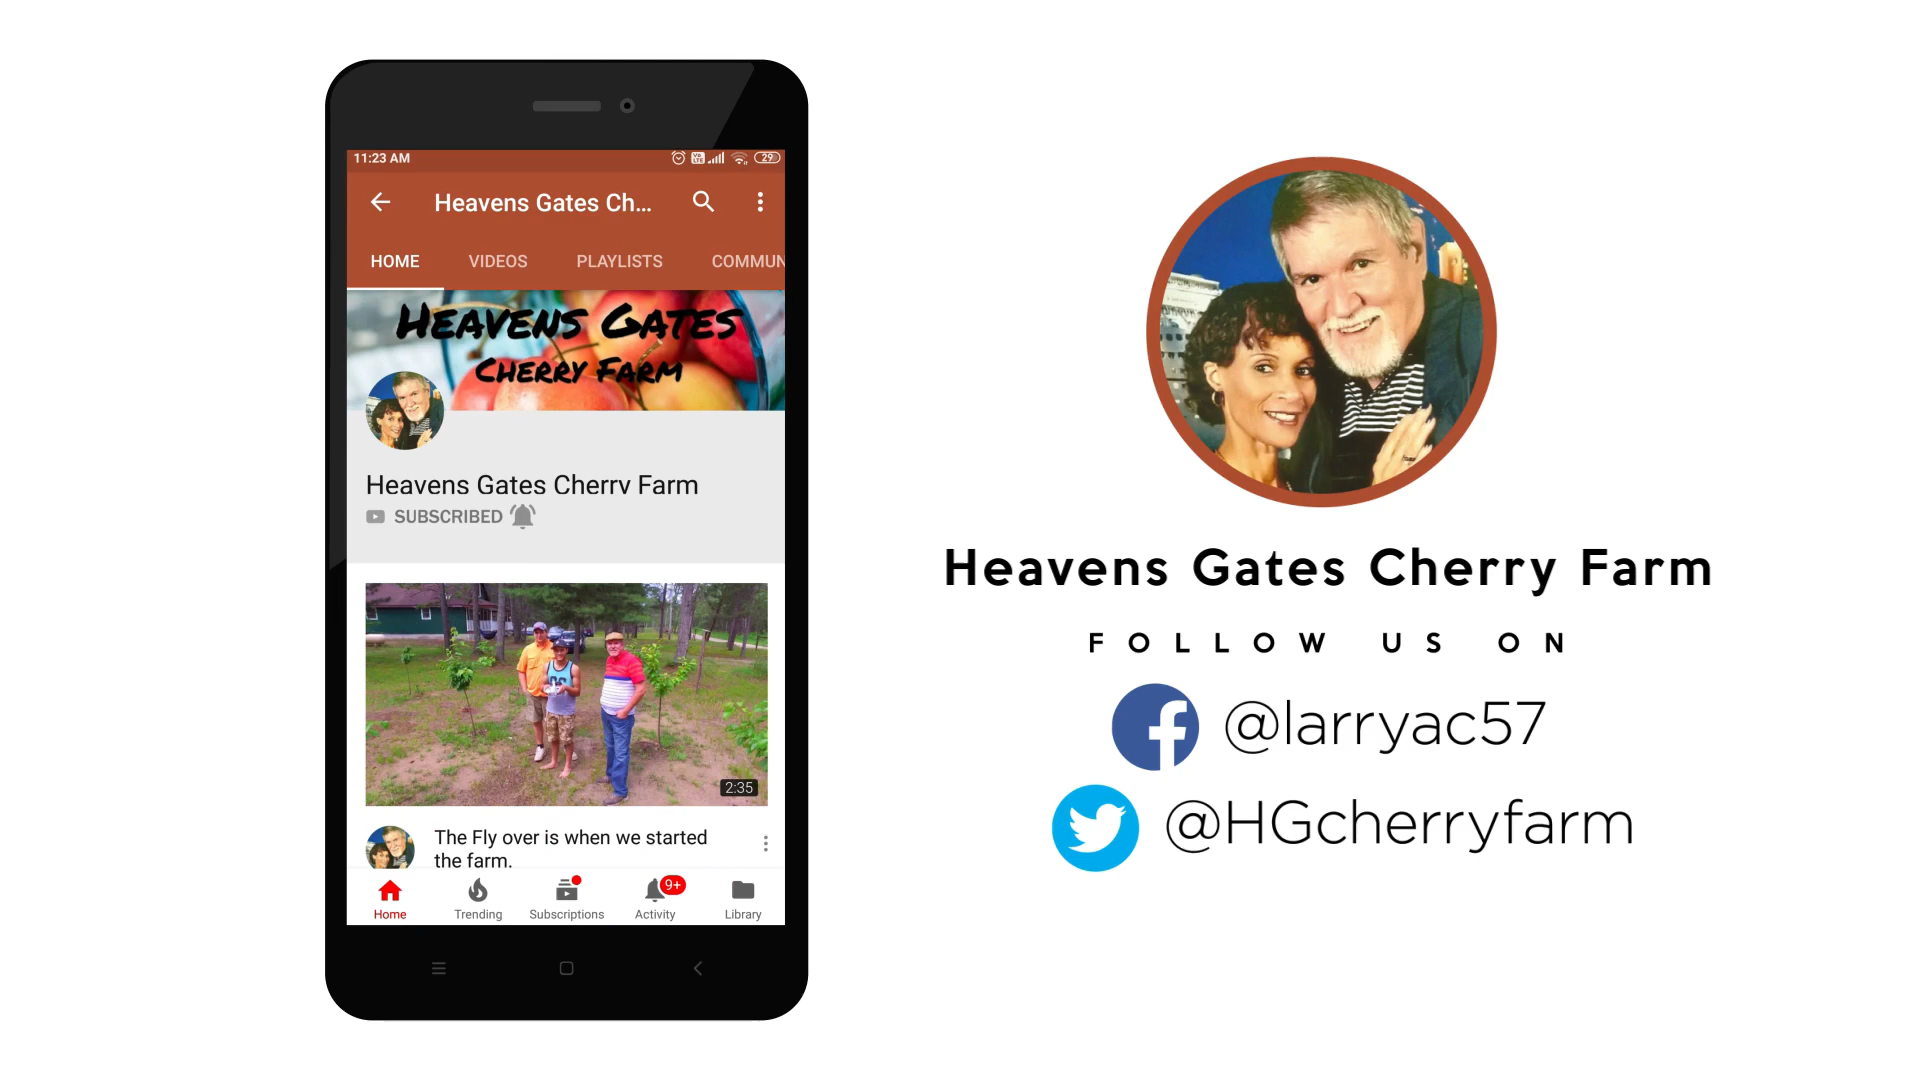 11:23 AM
29
Heavens Gates Ch...
HOME VIDEOS PLAYLISTS COMMUN
HEAVENS GATES
CHERRY FARM
Heavens Gates Cherry Farm
SUBSCRIBED
2:35
The Fly over is when we started
the farm.
9+
Home Trending Subscriptions Activity Library
Heavens Gates Cherry Farm
FOLLOW US ON
@larryac57
@HGcherryfarm